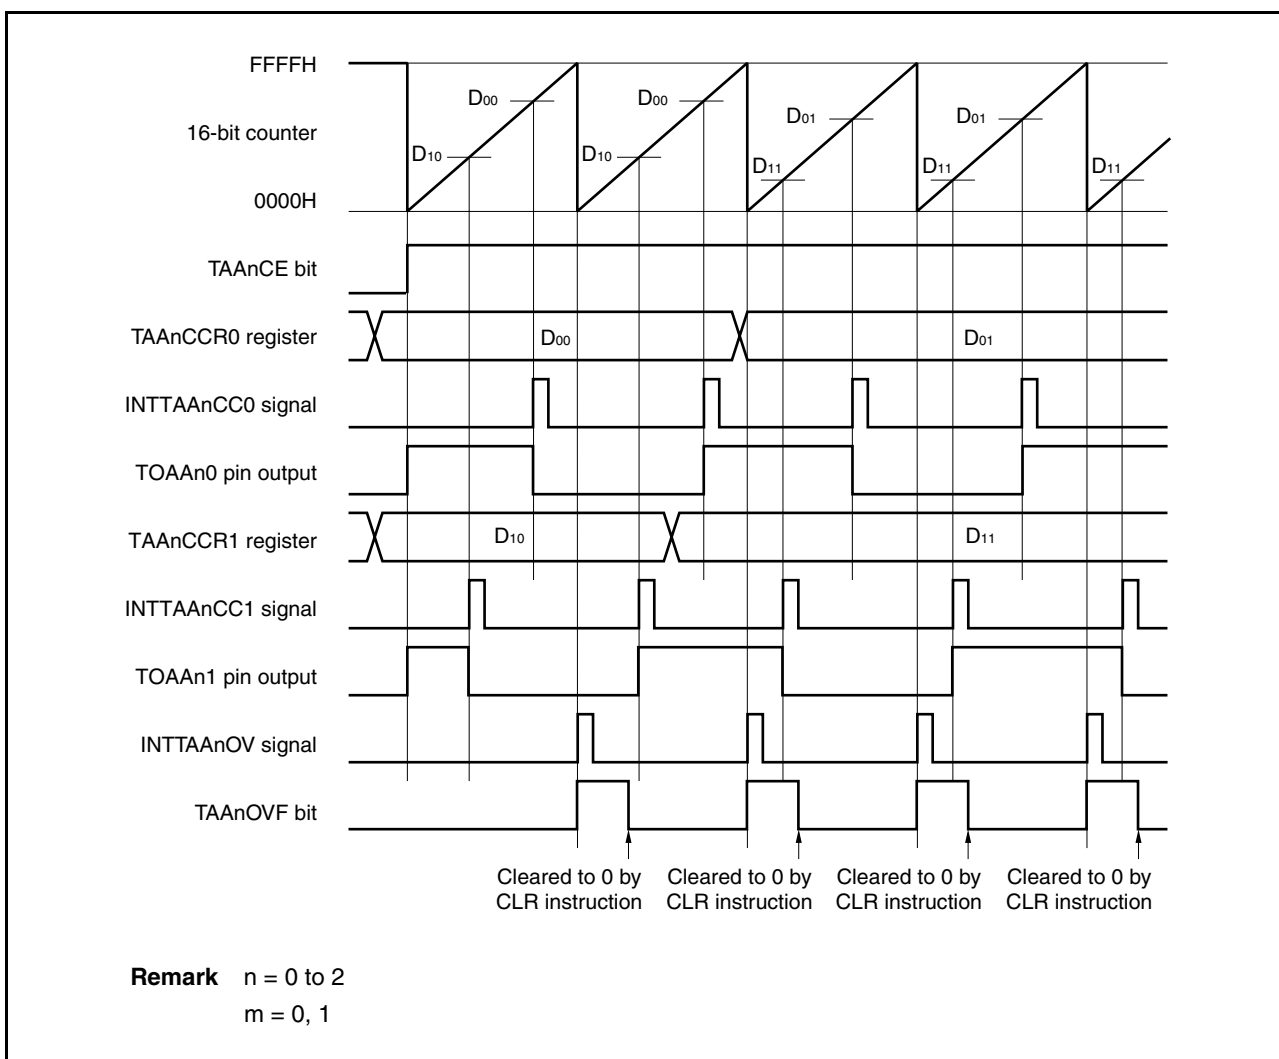 FFFFH
16-bit counter
0000H
D00
D00
D01
D01
D10
D10
D11
D11
D11
TAAnCE bit
TAAnCCR0 register
D00
D01
INTTAAnCC0 signal
TOAAn0 pin output
TAAnCCR1 register
D10
D11
INTTAAnCC1 signal
TOAAn1 pin output
INTTAAnOV signal
TAAnOVF bit
Cleared to 0 by
CLR instruction
Cleared to 0 by
CLR instruction
Cleared to 0 by
CLR instruction
Cleared to 0 by
CLR instruction
Remark n = 0 to 2
m = 0, 1